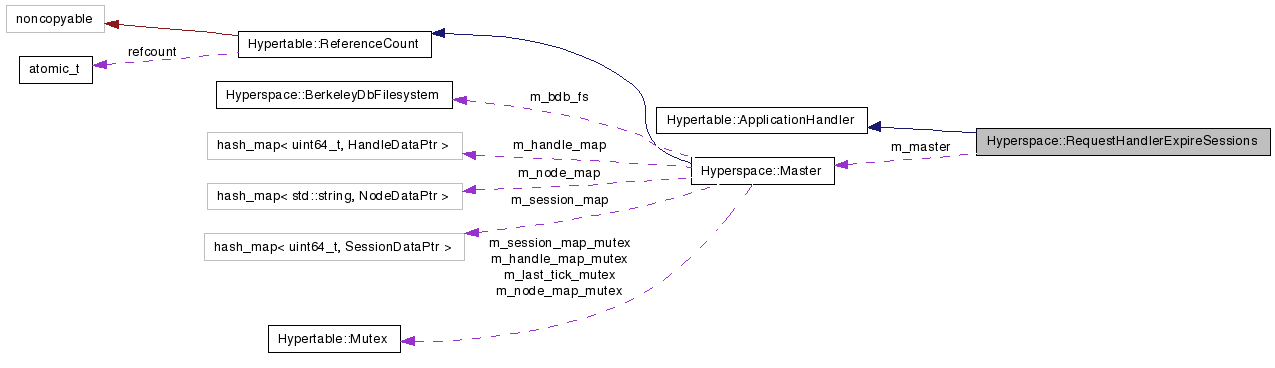 noncopyable
Hypertable::ReferenceCount
refcount
atomic_t
Hyperspace::BerkeleyDbFilesystem
m_bdb_fs
Hypertable::ApplicationHandler
Hyperspace::RequestHandlerExpireSessions
hash_map< uint64_t, HandleDataPtr >
m_handle_map
m_master
Hyperspace::Master
m_node_map
hash_map< std::string, NodeDataPtr >
m_session_map
hash_map< uint64_t, SessionDataPtr >
m_session_map_mutex
m_handle_map_mutex
m_last_tick_mutex
m_node_map_mutex
Hypertable::Mutex